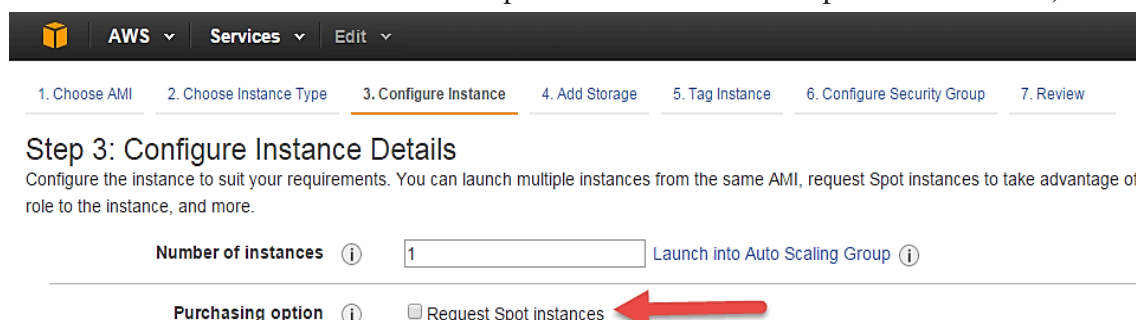 AWS Services Edit
1. Choose AMI 2. Choose Instance Type 3. Configure Instance 4. Add Storage 5. Tag Instance 6. Configure Security Group 7. Review
Step 3: Configure Instance Details
Configure the instance to suit your requirements. You can launch multiple instances from the same AMI, request Spot instances to take advantage of
role to the instance, and more.
Number of instances i 1 Launch into Auto Scaling Group i
Purchasing option i Request Spot instances